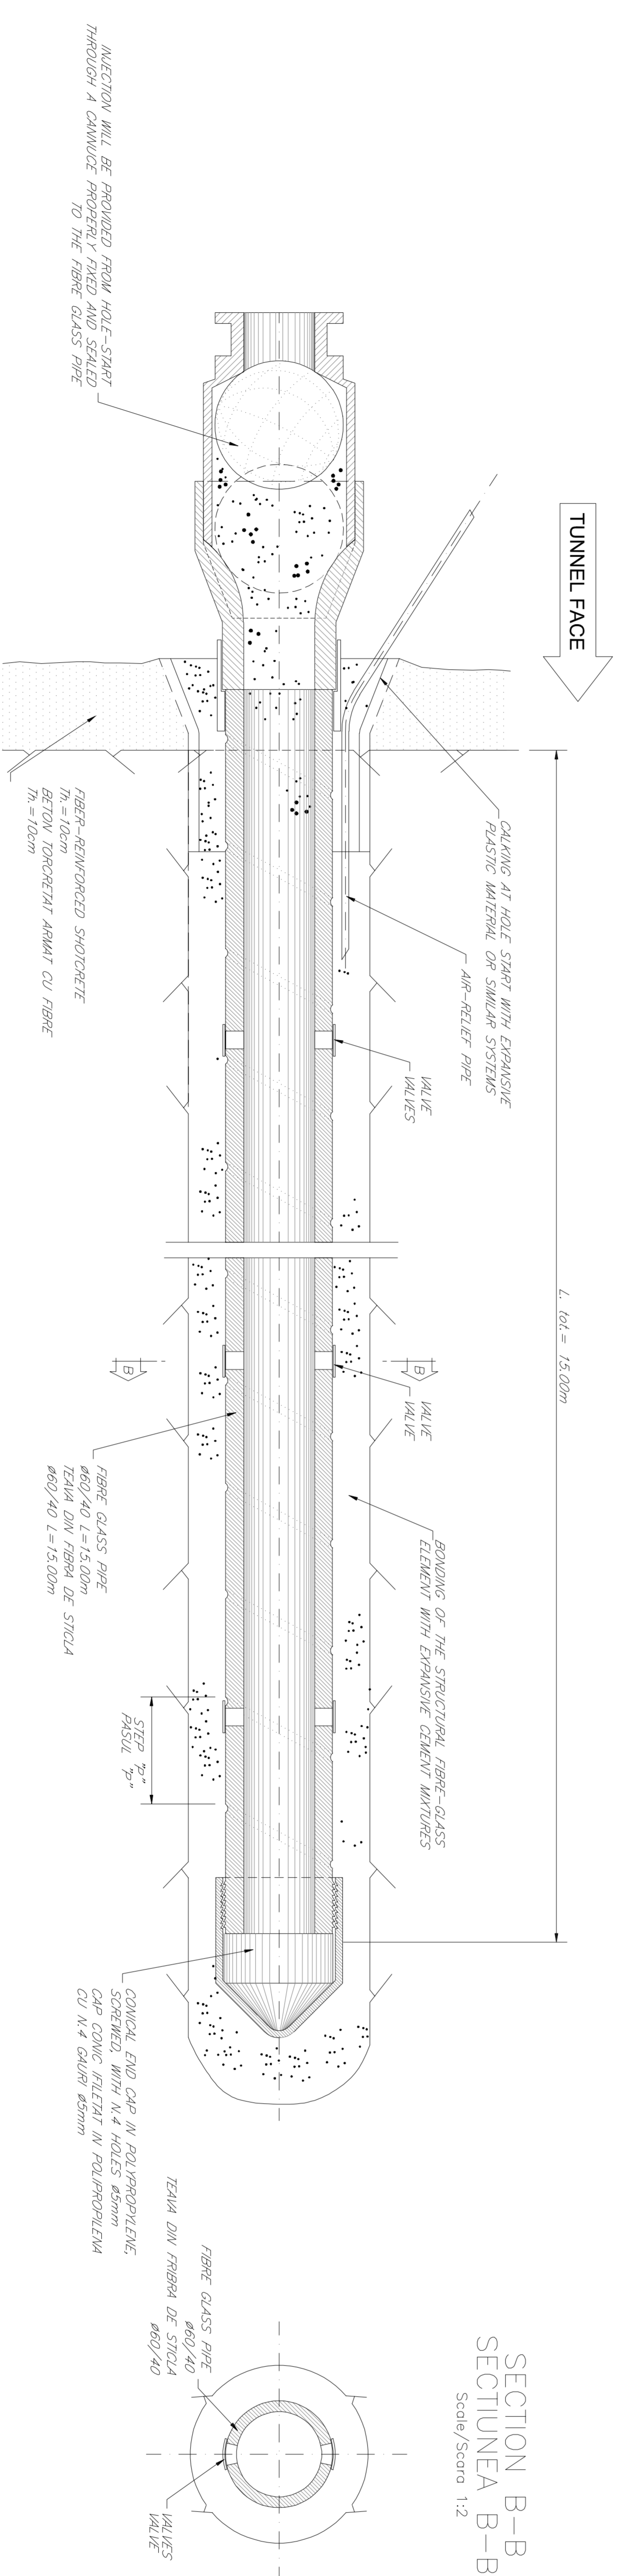 TUNNEL FACE
INJECTION WILL BE PROVIDED FROM HOLE-START
THROUGH A CANNUCE PROPERLY FIXED AND SEALED
TO THE FIBRE GLASS PIPE
CALKING AT HOLE START WITH EXPANSIVE
PLASTIC MATERIAL OR SIMILAR SYSTEMS
AIR-RELIEF PIPE
FIBER-REINFORCED SHOTCRETE
Th.=10cm
BETON TORCRETAT ARMAT CU FIBRE
Th.=10cm
VALVE
VALVES
L. tot.= 15.00m
B
B
VALVE
VALVE
BONDING OF THE STRUCTURAL FIBRE-GLASS
ELEMENT WITH EXPANSIVE CEMENT MIXTURES
FIBRE GLASS PIPE
ø60/40 L=15.00m
TEAVA DIN FIBRA DE STICLA
ø60/40 L=15.00m
STEP "P"
PASUL "P"
CONICAL END CAP IN POLYPROPYLENE,
SCREWED, WITH N.4 HOLES ø5mm
CAP CONIC IFILETAT IN POLIPROPILENA
CU N.4 GAURI ø5mm
SECTION B-B
SECTIUNEA B-B
Scale/Scara 1:2
FIBRE GLASS PIPE
ø60/40
TEAVA DIN FRIBRA DE STICLA
ø60/40
VALVES
VALVE